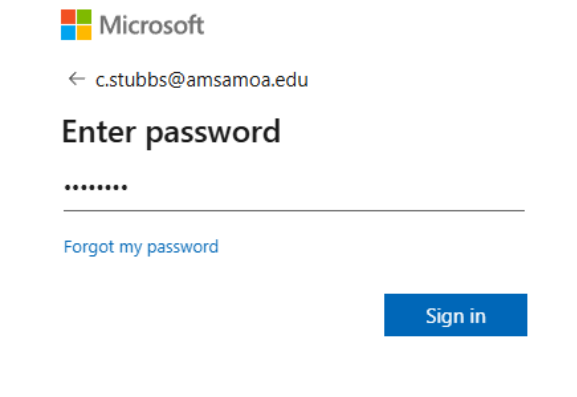 Microsoft
← c.stubbs@amsamoa.edu
Enter password
••••••••
Forgot my password
Sign in